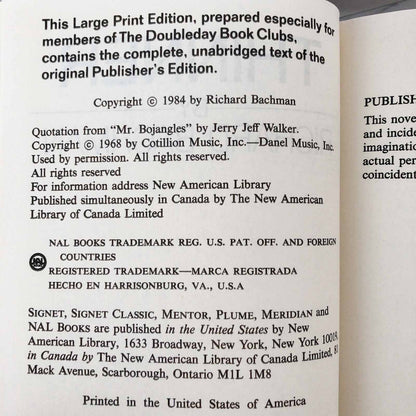 This Large Print Edition, prepared especially for
members of The Doubleday Book Clubs,
contains the complete, unabridged text of the
original Publisher's Edition.
Copyright © 1984 by Richard Bachman
Quotation from "Mr. Bojangles" by Jerry Jeff Walker.
Copyright © 1968 by Cotillion Music, Inc.—Danel Music, Inc.
Used by permission. All rights reserved.
All rights reserved
For information address New American Library
Published simultaneously in Canada by The New American
Library of Canada Limited
NAL BOOKS TRADEMARK REG. U.S. PAT. OFF. AND FOREIGN
COUNTRIES
REGISTERED TRADEMARK—MARCA REGISTRADA
HECHO EN HARRISONBURG, VA., U.S.A
SIGNET, SIGNET CLASSIC, MENTOR, PLUME, MERIDIAN and
NAL BOOKS are published in the United States by New
American Library, 1633 Broadway, New York, New York 10019,
in Canada by The New American Library of Canada Limited, 81
Mack Avenue, Scarborough, Ontario M1L 1M8
Printed in the United States of America
PUBLISH
This nove
and incide
imaginatio
actual per
coincident